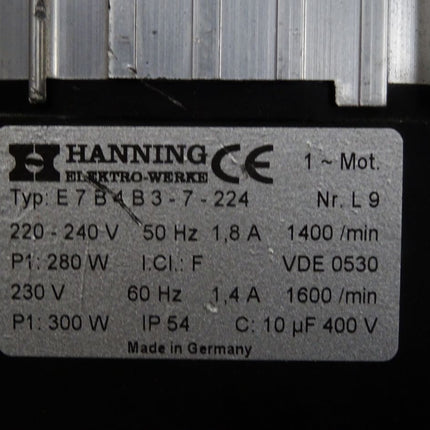 HANNING CE 1 ~ Mot.
ELEKTRO-WERKE
Typ: E 7 B 4 B 3 - 7 - 224 Nr. L 9
220 - 240 V 50 Hz 1,8 A 1400 /min
P1: 280 W I.Cl.: F VDE 0530
230 V 60 Hz 1,4 A 1600 /min
P1: 300 W IP 54 C: 10 µF 400 V
Made in Germany